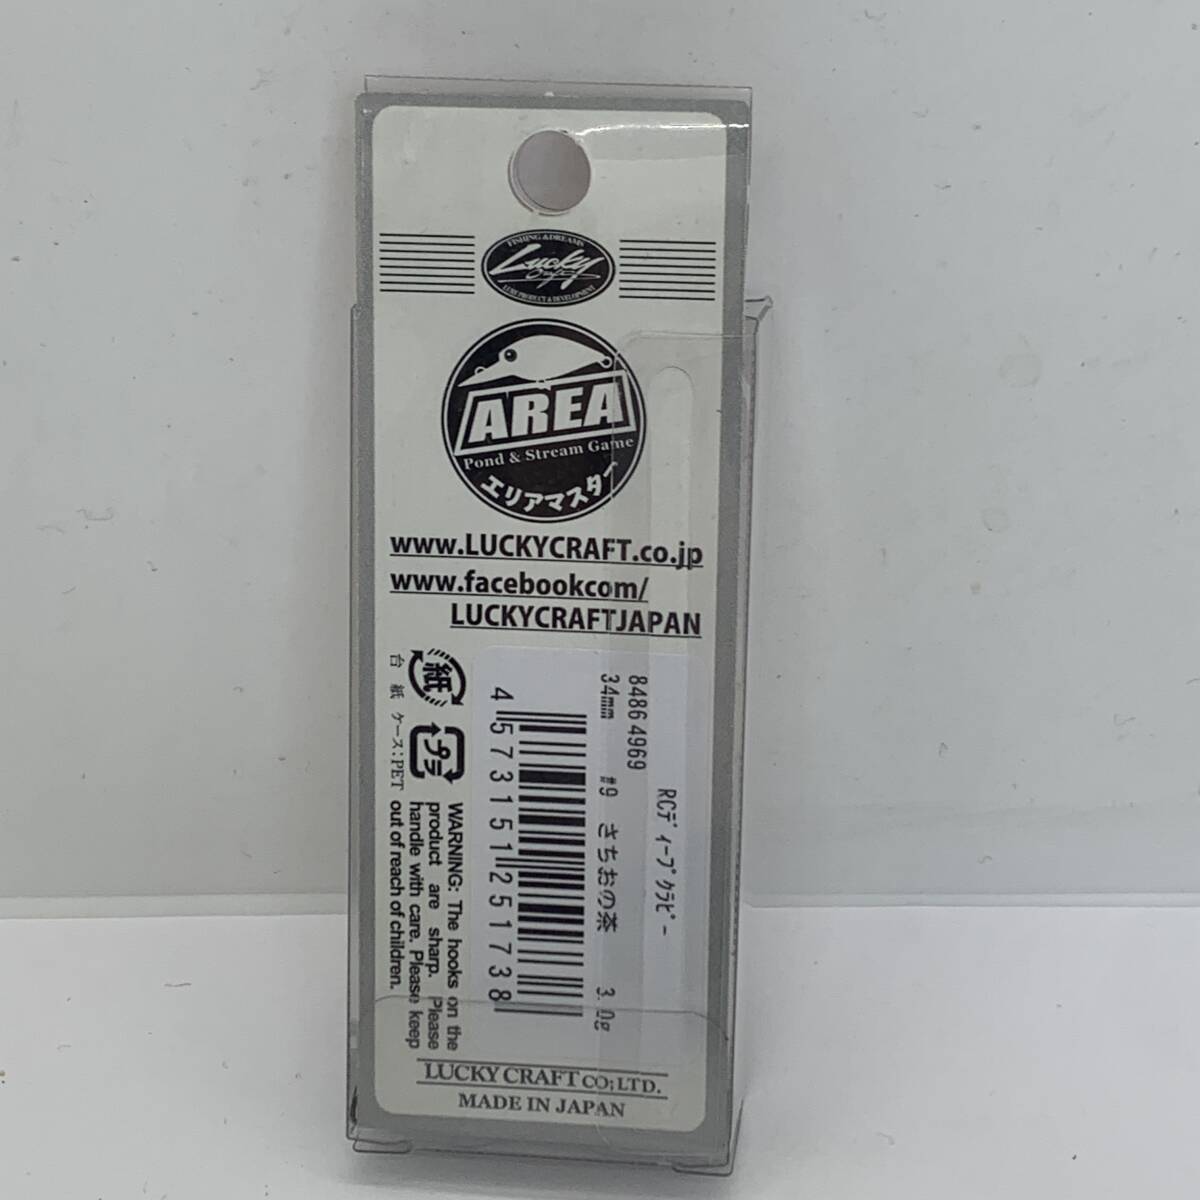 FISHING & DREAMS
Lucky
Craft
LURE PRODUCT & DEVELOPMENT
AREA
Pond & Stream Game
エリアマスター
www.LUCKYCRAFT.co.jp
www.facebookcom/
LUCKYCRAFTJAPAN
紙
台 紙
プラ
ケース:PET
RCﾃﾞｨｰﾌﾟｸﾗﾋﾟｰ
8486 4969
34mm #9 さちおの茶 3.0g
4 573151 251738
WARNING: The hooks on the
product are sharp. Please
handle with care. Please keep
out of reach of children.
LUCKY CRAFT CO;LTD.
MADE IN JAPAN